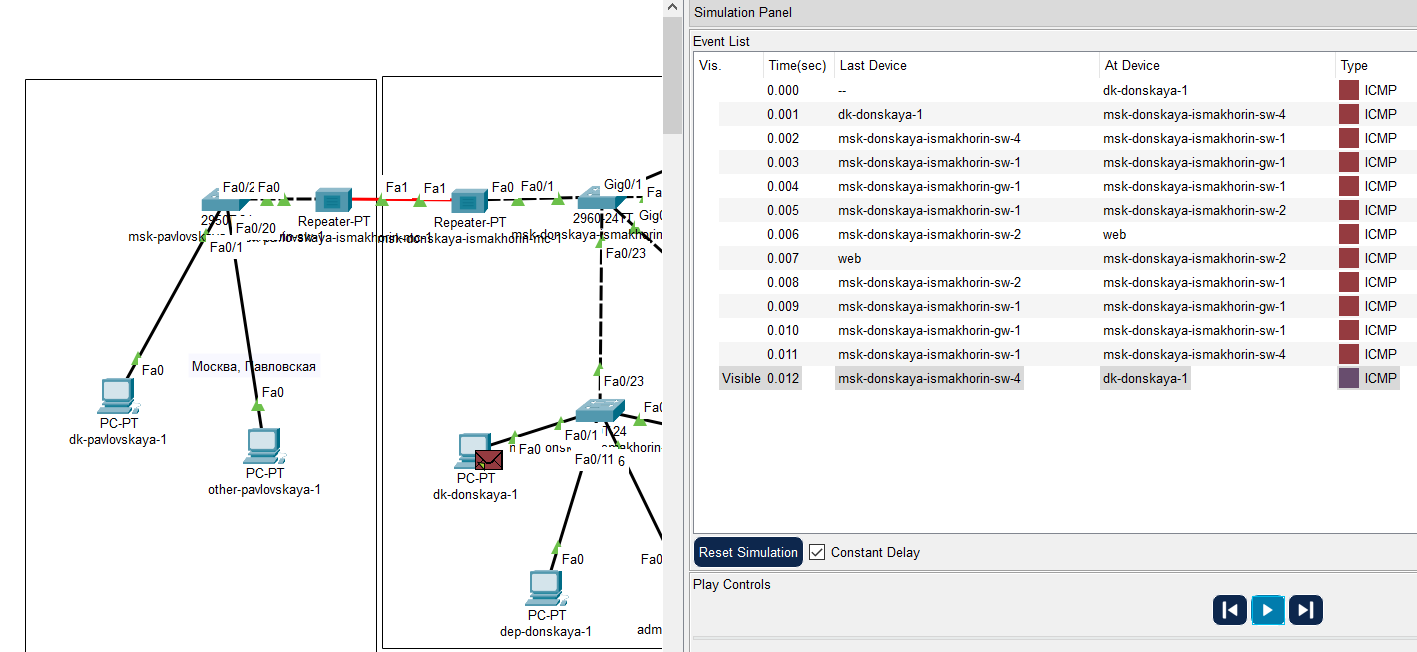 Simulation Panel
Event List
Vis. Time(sec) Last Device At Device Type
0.000 -- dk-donskaya-1 ICMP
0.001 dk-donskaya-1 msk-donskaya-ismakhorin-sw-4 ICMP
0.002 msk-donskaya-ismakhorin-sw-4 msk-donskaya-ismakhorin-sw-1 ICMP
0.003 msk-donskaya-ismakhorin-sw-1 msk-donskaya-ismakhorin-gw-1 ICMP
0.004 msk-donskaya-ismakhorin-gw-1 msk-donskaya-ismakhorin-sw-1 ICMP
0.005 msk-donskaya-ismakhorin-sw-1 msk-donskaya-ismakhorin-sw-2 ICMP
0.006 msk-donskaya-ismakhorin-sw-2 web ICMP
0.007 web msk-donskaya-ismakhorin-sw-2 ICMP
0.008 msk-donskaya-ismakhorin-sw-2 msk-donskaya-ismakhorin-sw-1 ICMP
0.009 msk-donskaya-ismakhorin-sw-1 msk-donskaya-ismakhorin-gw-1 ICMP
0.010 msk-donskaya-ismakhorin-gw-1 msk-donskaya-ismakhorin-sw-1 ICMP
0.011 msk-donskaya-ismakhorin-sw-1 msk-donskaya-ismakhorin-sw-4 ICMP
Visible 0.012 msk-donskaya-ismakhorin-sw-4 dk-donskaya-1 ICMP
Reset Simulation Constant Delay
Play Controls
Fa0/2 Fa0 Fa1 Fa1 Fa0 Fa0/1 Gig0/1
Repeater-PT Repeater-PT
Fa0/20
Fa0/1 Fa0/23
Москва, Павловская
Fa0
PC-PT
dk-pavlovskaya-1
Fa0
PC-PT
other-pavlovskaya-1
Fa0/23
Fa0/1
Fa0
Fa0/11
PC-PT
dk-donskaya-1
Fa0 Fa0
PC-PT
dep-donskaya-1